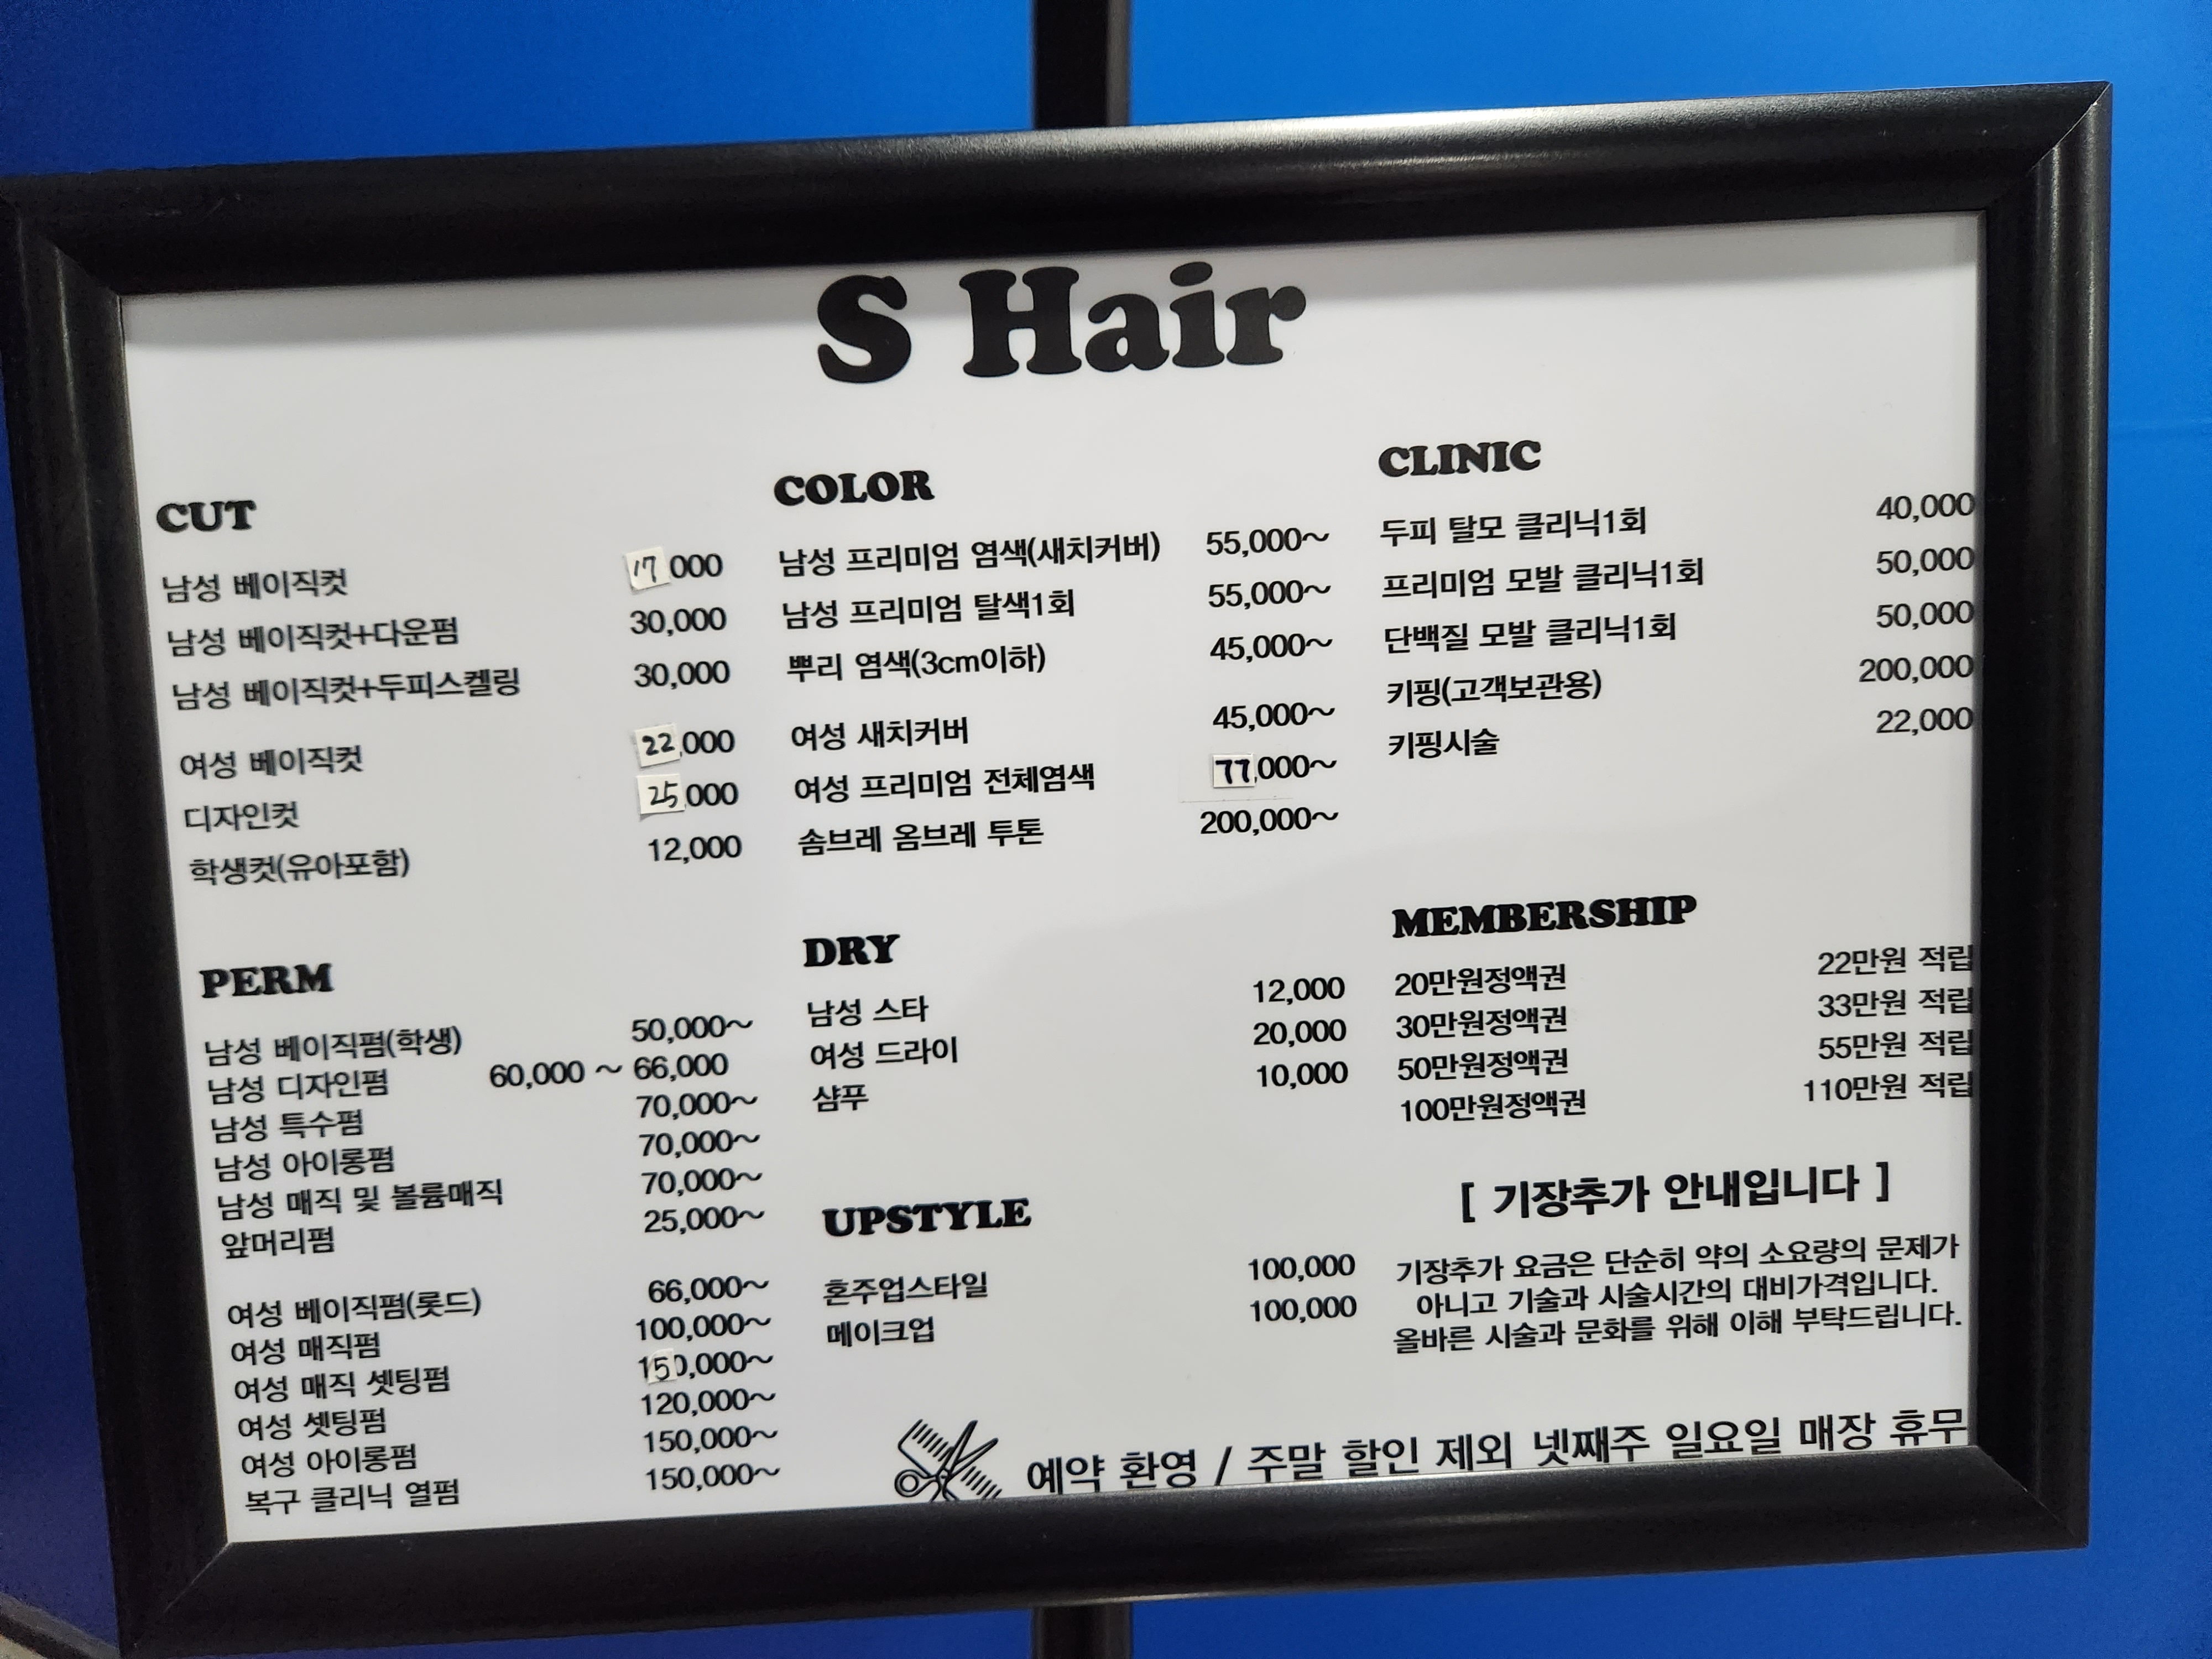 S Hair
CUT
남성 베이직컷 17,000
남성 베이직컷+다운펌 30,000
남성 베이직컷+두피스켈링 30,000
여성 베이직컷 22,000
디자인컷 25,000
학생컷(유아포함) 12,000
PERM
남성 베이직펌(학생) 50,000~
남성 디자인펌 60,000 ~ 66,000
남성 특수펌 70,000~
남성 아이롱펌 70,000~
남성 매직 및 볼륨매직 70,000~
앞머리펌 25,000~
여성 베이직펌(롯드) 66,000~
여성 매직펌 100,000~
여성 매직 셋팅펌 150,000~
여성 셋팅펌 120,000~
여성 아이롱펌 150,000~
복구 클리닉 열펌 150,000~
COLOR
남성 프리미엄 염색(새치커버) 55,000~
남성 프리미엄 탈색1회 55,000~
뿌리 염색(3cm이하) 45,000~
여성 새치커버 45,000~
여성 프리미엄 전체염색 77,000~
솜브레 옴브레 투톤 200,000~
DRY
남성 스타 12,000
여성 드라이 20,000
샴푸 10,000
UPSTYLE
혼주업스타일 100,000
메이크업 100,000
CLINIC
두피 탈모 클리닉1회 40,000
프리미엄 모발 클리닉1회 50,000
단백질 모발 클리닉1회 50,000
키핑(고객보관용) 200,000
키핑시술 22,000
MEMBERSHIP
20만원정액권 22만원 적립
30만원정액권 33만원 적립
50만원정액권 55만원 적립
100만원정액권 110만원 적립
[ 기장추가 안내입니다 ]
기장추가 요금은 단순히 약의 소요량의 문제가
아니고 기술과 시술시간의 대비가격입니다.
올바른 시술과 문화를 위해 이해 부탁드립니다.
예약 환영 / 주말 할인 제외 넷째주 일요일 매장 휴무